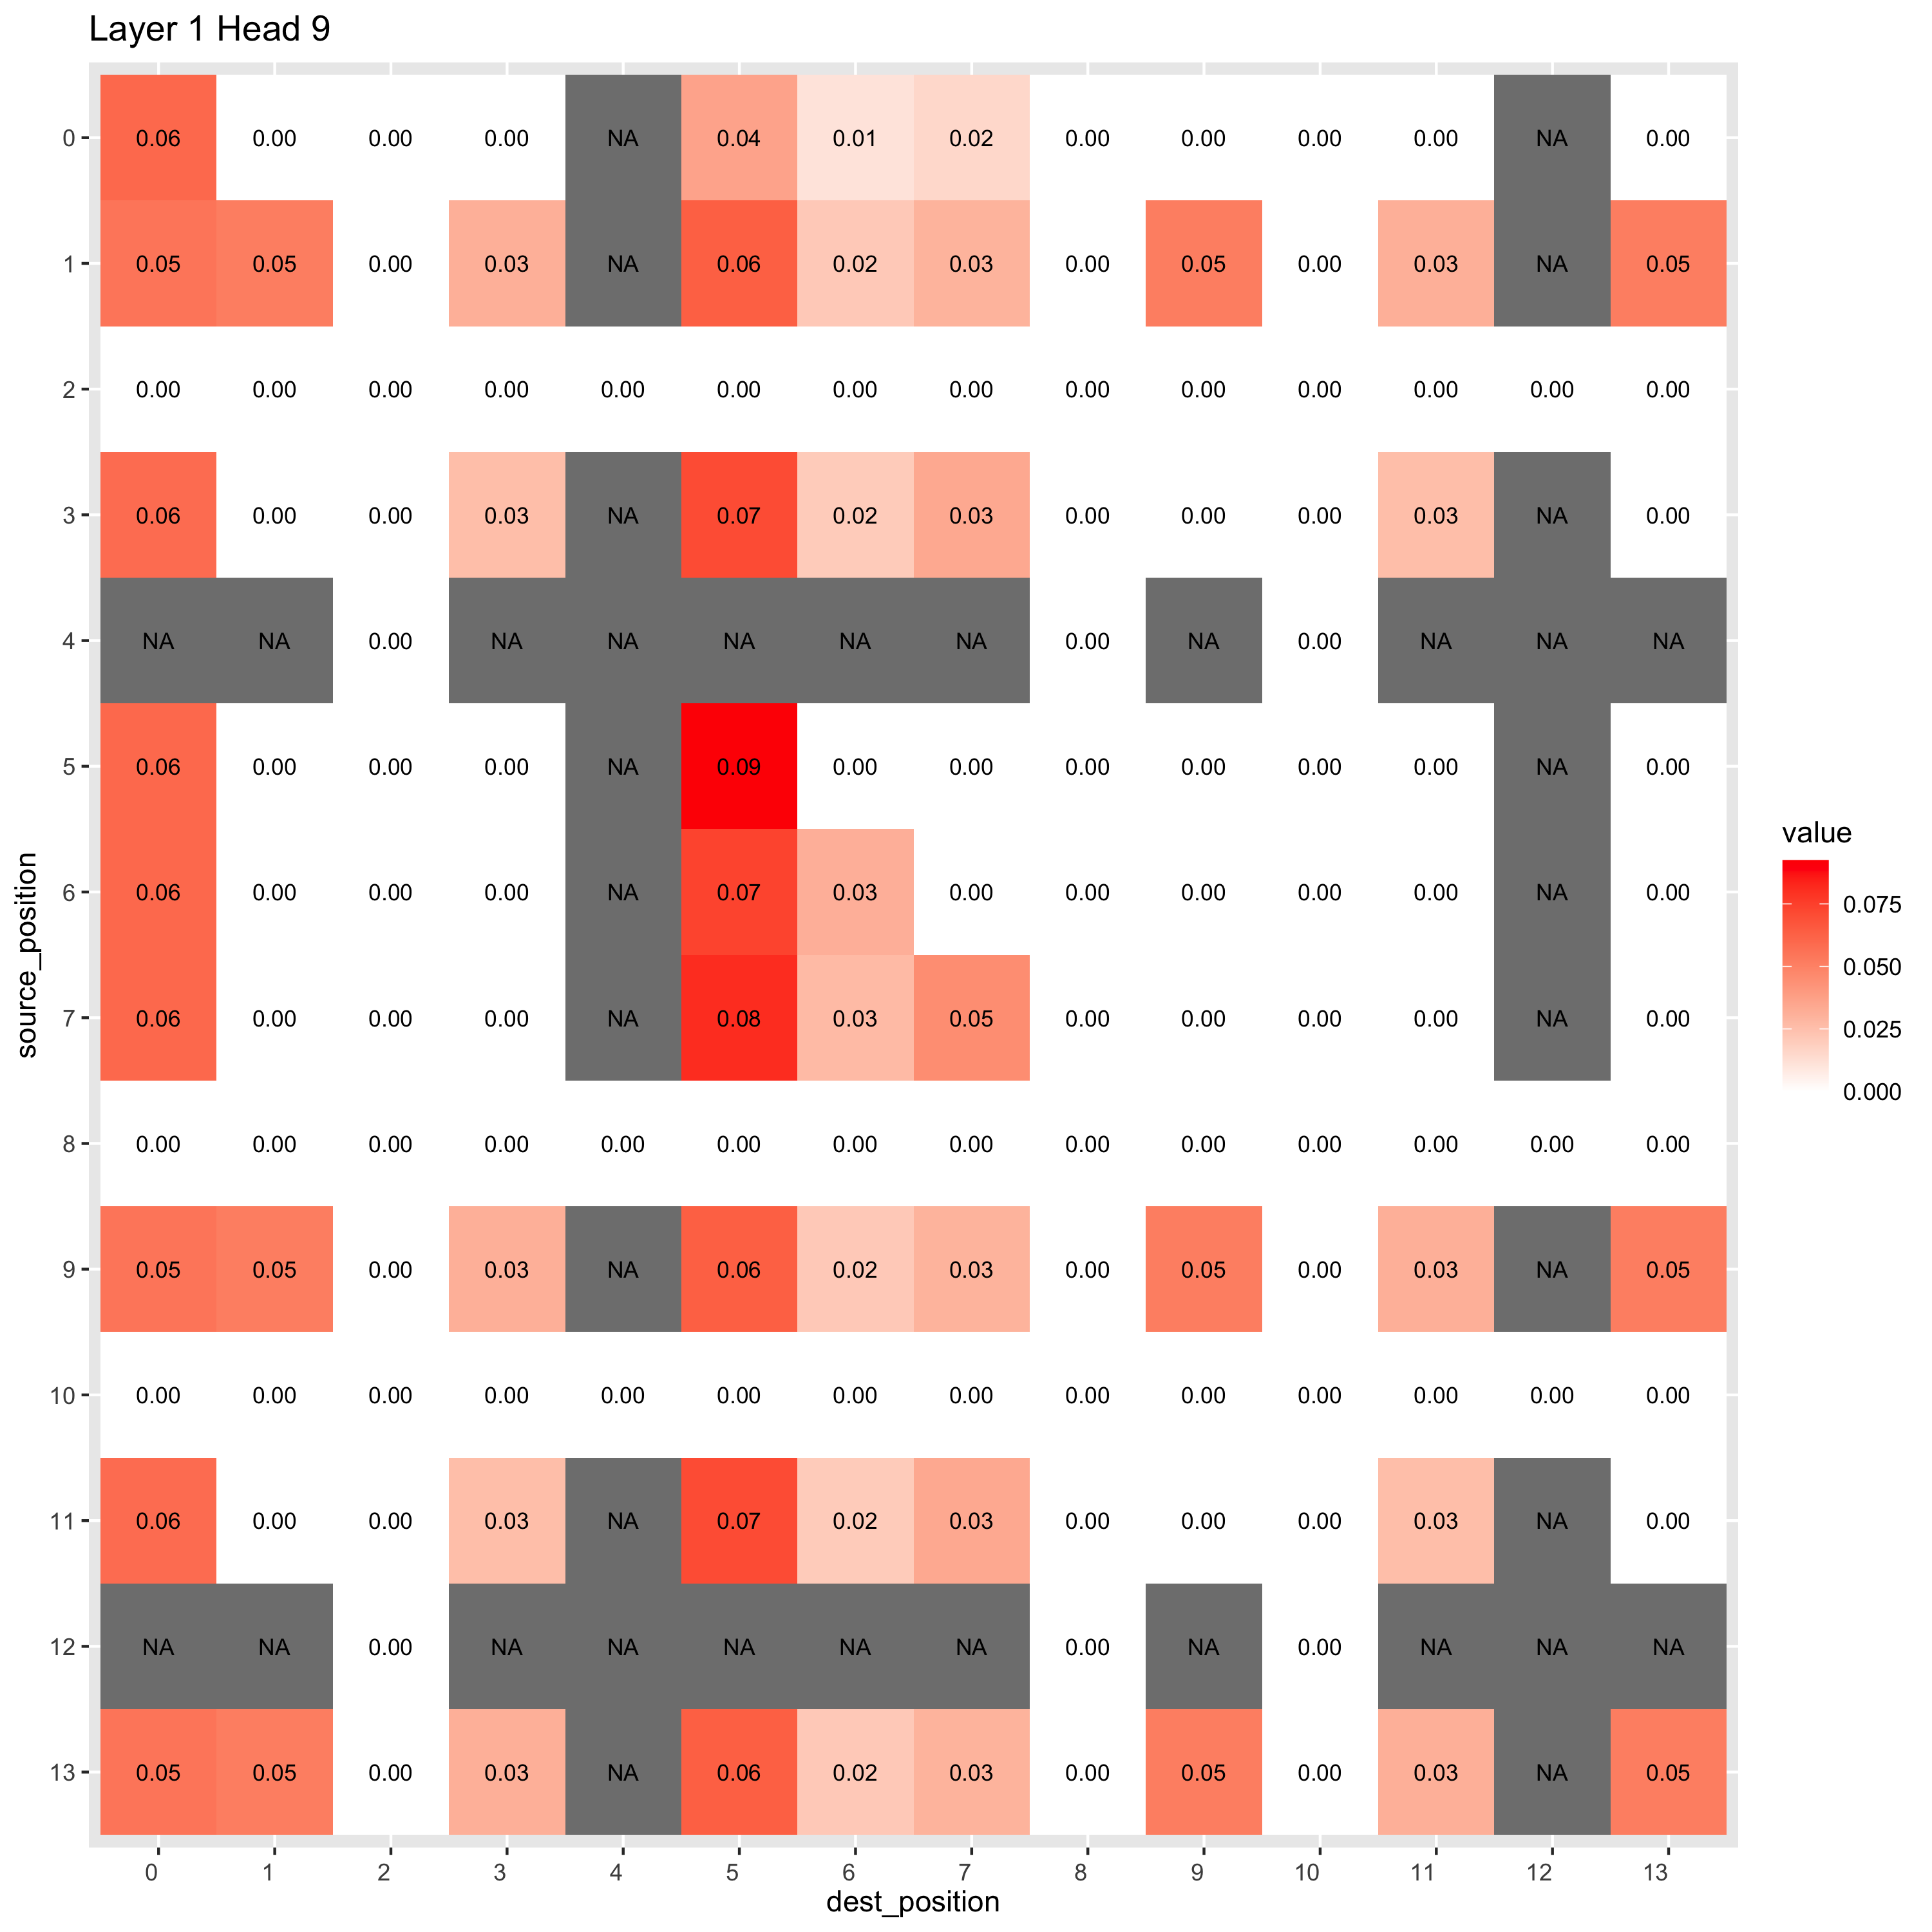 Layer 1 Head 9
0 0.06 0.00 0.00 0.00 NA 0.04 0.01 0.02 0.00 0.00 0.00 0.00 NA 0.00
1 0.05 0.05 0.00 0.03 NA 0.06 0.02 0.03 0.00 0.05 0.00 0.03 NA 0.05
2 0.00 0.00 0.00 0.00 0.00 0.00 0.00 0.00 0.00 0.00 0.00 0.00 0.00 0.00
3 0.06 0.00 0.00 0.03 NA 0.07 0.02 0.03 0.00 0.00 0.00 0.03 NA 0.00
4 NA NA 0.00 NA NA NA NA NA 0.00 NA 0.00 NA NA NA
5 0.06 0.00 0.00 0.00 NA 0.09 0.00 0.00 0.00 0.00 0.00 0.00 NA 0.00
6 0.06 0.00 0.00 0.00 NA 0.07 0.03 0.00 0.00 0.00 0.00 0.00 NA 0.00
7 0.06 0.00 0.00 0.00 NA 0.08 0.03 0.05 0.00 0.00 0.00 0.00 NA 0.00
8 0.00 0.00 0.00 0.00 0.00 0.00 0.00 0.00 0.00 0.00 0.00 0.00 0.00 0.00
9 0.05 0.05 0.00 0.03 NA 0.06 0.02 0.03 0.00 0.05 0.00 0.03 NA 0.05
10 0.00 0.00 0.00 0.00 0.00 0.00 0.00 0.00 0.00 0.00 0.00 0.00 0.00 0.00
11 0.06 0.00 0.00 0.03 NA 0.07 0.02 0.03 0.00 0.00 0.00 0.03 NA 0.00
12 NA NA 0.00 NA NA NA NA NA 0.00 NA 0.00 NA NA NA
13 0.05 0.05 0.00 0.03 NA 0.06 0.02 0.03 0.00 0.05 0.00 0.03 NA 0.05
0 1 2 3 4 5 6 7 8 9 10 11 12 13
dest_position
source_position
value
0.075
0.050
0.025
0.000